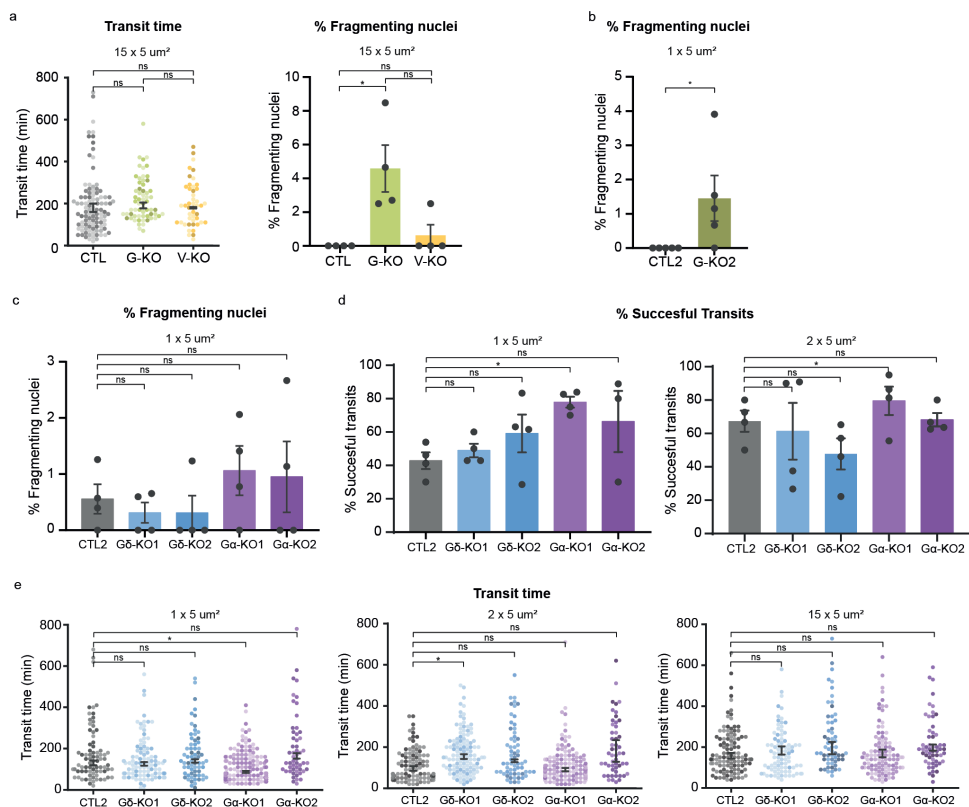 a
Transit time
15 x 5 um²
ns
ns
ns
Transit time (min)
800
600
400
200
0
CTL
G-KO
V-KO
% Fragmenting nuclei
15 x 5 um²
ns
*
ns
% Fragmenting nuclei
10
8
6
4
2
0
CTL
G-KO
V-KO
b
% Fragmenting nuclei
1 x 5 um²
*
% Fragmenting nuclei
5
4
3
2
1
0
CTL2
G-KO2
c
% Fragmenting nuclei
1 x 5 um²
ns
ns
ns
ns
% Fragmenting nuclei
3
2
1
0
CTL2
Gδ-KO1
Gδ-KO2
Gα-KO1
Gα-KO2
d
% Succesful Transits
1 x 5 um²
ns
*
ns
ns
% Succesful transits
100
80
60
40
20
0
CTL2
Gδ-KO1
Gδ-KO2
Gα-KO1
Gα-KO2
2 x 5 um²
ns
*
ns
ns
% Succesful transits
100
80
60
40
20
0
CTL2
Gδ-KO1
Gδ-KO2
Gα-KO1
Gα-KO2
e
Transit time
1 x 5 um²
ns
*
ns
ns
Transit time (min)
800
600
400
200
0
CTL2
Gδ-KO1
Gδ-KO2
Gα-KO1
Gα-KO2
2 x 5 um²
ns
ns
ns
*
Transit time (min)
800
600
400
200
0
CTL2
Gδ-KO1
Gδ-KO2
Gα-KO1
Gα-KO2
15 x 5 um²
ns
ns
ns
ns
Transit time (min)
800
600
400
200
0
CTL2
Gδ-KO1
Gδ-KO2
Gα-KO1
Gα-KO2